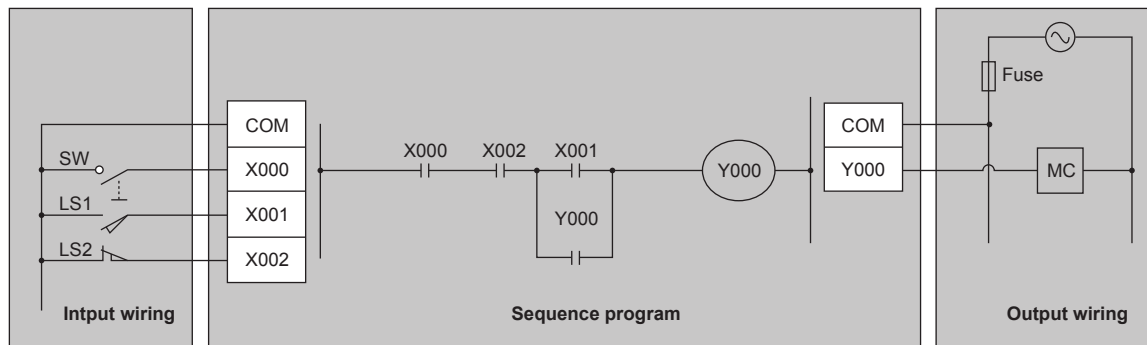 SW
LS1
LS2
Intput wiring
COM
X000
X001
X002
X000 X002 X001
Y000
Y000
Sequence program
COM
Y000
Fuse
MC
Output wiring